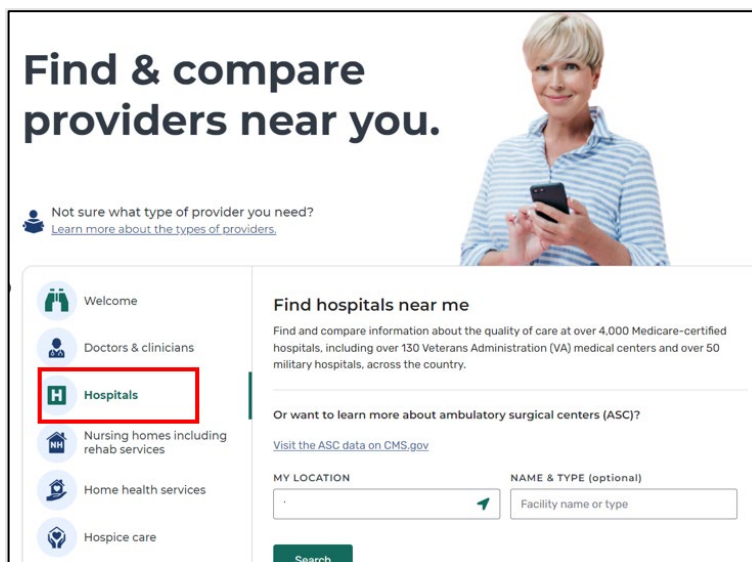 Find & compare
providers near you.
Not sure what type of provider you need?
Learn more about the types of providers.
Welcome
Doctors & clinicians
H
Hospitals
NH
Nursing homes including
rehab services
Home health services
Hospice care
Find hospitals near me
Find and compare information about the quality of care at over 4,000 Medicare-certified
hospitals, including over 130 Veterans Administration (VA) medical centers and over 50
military hospitals, across the country.
Or want to learn more about ambulatory surgical centers (ASC)?
Visit the ASC data on CMS.gov
MY LOCATION
NAME & TYPE (optional)
Facility name or type
Search